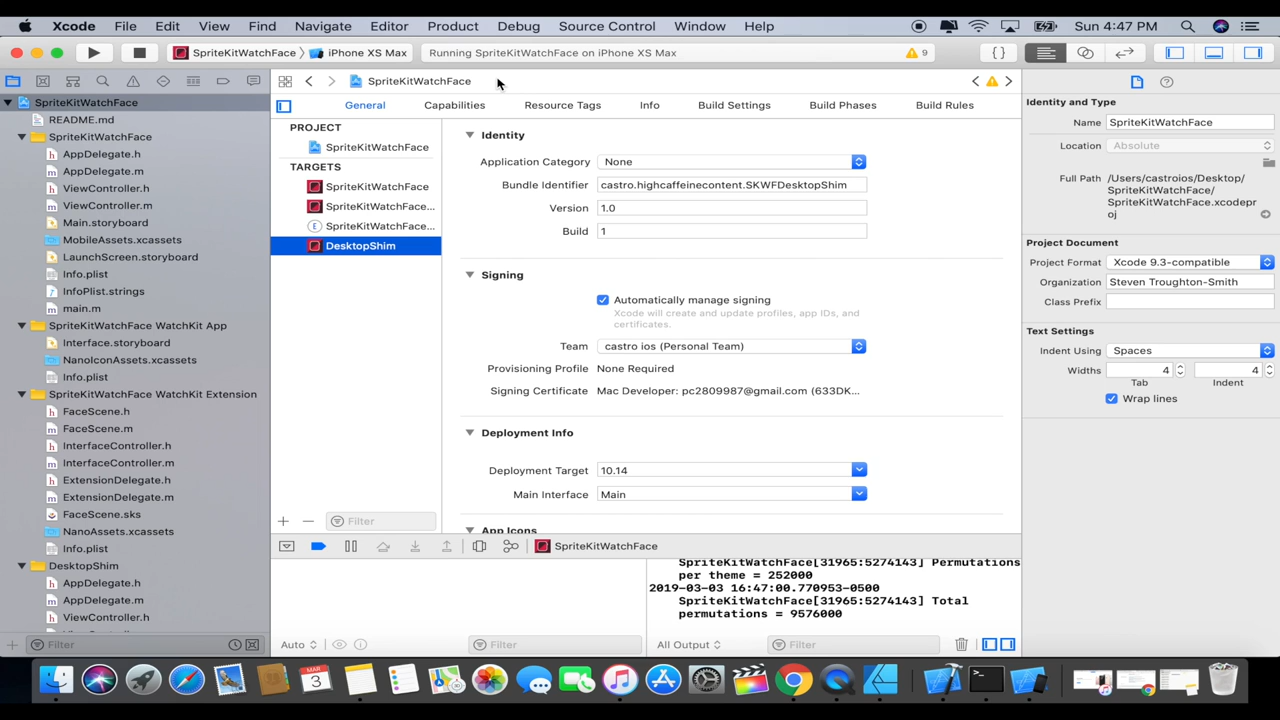 Xcode File Edit View Find Navigate Editor Product Debug Source Control Window Help Sun 4:47 PM
SpriteKitWatchFace iPhone XS Max Running SpriteKitWatchFace on iPhone XS Max 9
SpriteKitWatchFace
General Capabilities Resource Tags Info Build Settings Build Phases Build Rules
SpriteKitWatchFace
README.md
SpriteKitWatchFace
AppDelegate.h
AppDelegate.m
ViewController.h
ViewController.m
Main.storyboard
MobileAssets.xcassets
LaunchScreen.storyboard
Info.plist
InfoPlist.strings
main.m
SpriteKitWatchFace WatchKit App
Interface.storyboard
NanoIconAssets.xcassets
Info.plist
SpriteKitWatchFace WatchKit Extension
FaceScene.h
FaceScene.m
InterfaceController.h
InterfaceController.m
ExtensionDelegate.h
ExtensionDelegate.m
FaceScene.sks
NanoAssets.xcassets
Info.plist
DesktopShim
AppDelegate.h
AppDelegate.m
ViewController.h
Filter
PROJECT
SpriteKitWatchFace
TARGETS
SpriteKitWatchFace
SpriteKitWatchFace...
E SpriteKitWatchFace...
DesktopShim
Filter
Identity
Application Category None
Bundle Identifier castro.highcaffeinecontent.SKWFDesktopShim
Version 1.0
Build 1
Signing
Automatically manage signing
Xcode will create and update profiles, app IDs, and
certificates.
Team castro ios (Personal Team)
Provisioning Profile None Required
Signing Certificate Mac Developer: pc2809987@gmail.com (633DK...
Deployment Info
Deployment Target 10.14
Main Interface Main
App Icons
SpriteKitWatchFace
SpriteKitWatchFace[31965:5274143] Permutations
per theme = 252000
2019-03-03 16:47:00.770953-0500
SpriteKitWatchFace[31965:5274143] Total
permutations = 9576000
Auto Filter All Output Filter
Identity and Type
Name SpriteKitWatchFace
Location Absolute
Full Path /Users/castroios/Desktop/
SpriteKitWatchFace/
SpriteKitWatchFace.xcodepr
oj
Project Document
Project Format Xcode 9.3-compatible
Organization Steven Troughton-Smith
Class Prefix
Text Settings
Indent Using Spaces
Widths 4 4
Tab Indent
Wrap lines
MAR
3